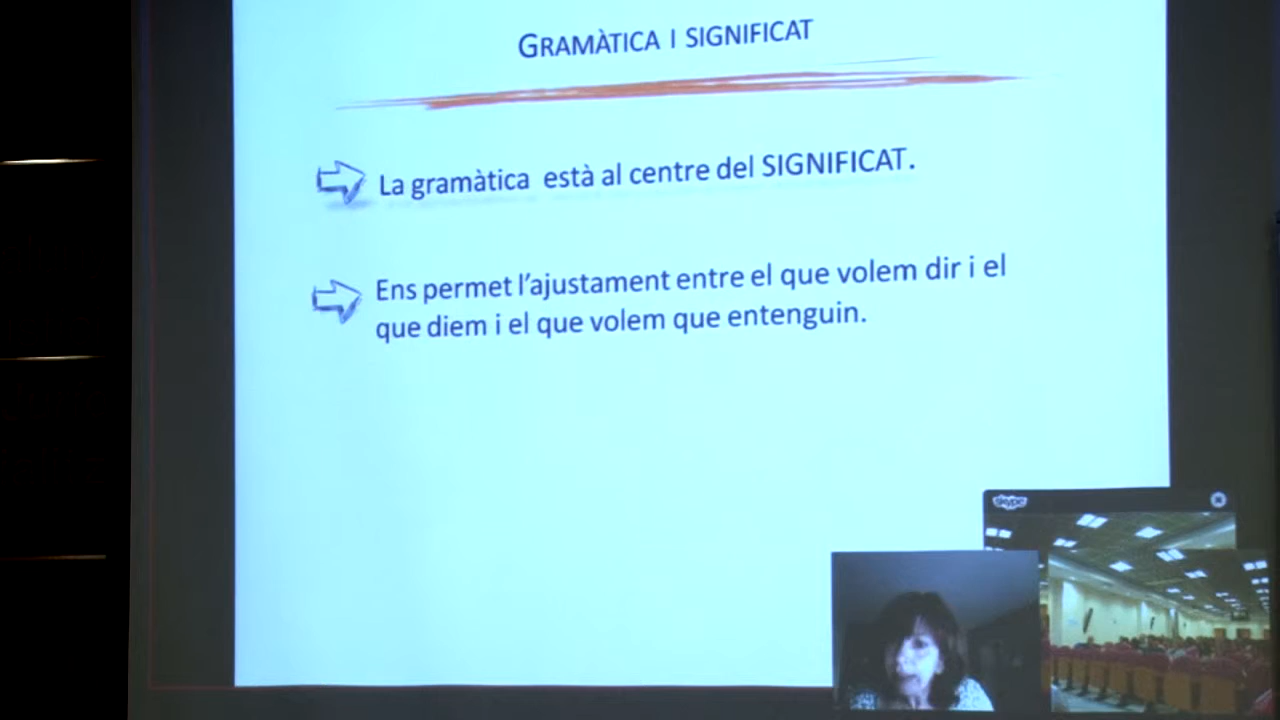 GRAMÀTICA I SIGNIFICAT
La gramàtica està al centre del SIGNIFICAT.
Ens permet l'ajustament entre el que volem dir i el
que diem i el que volem que entenguin.
skype